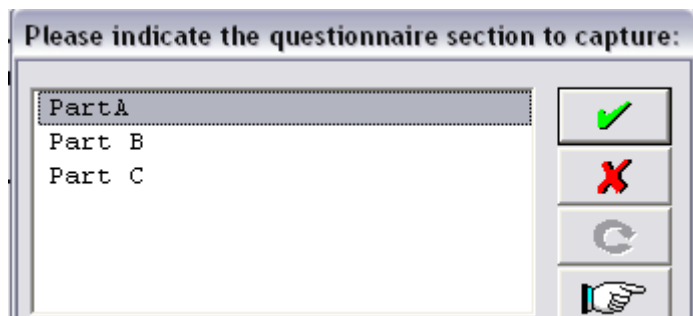 Please indicate the questionnaire section to capture:
PartA
Part B
Part C